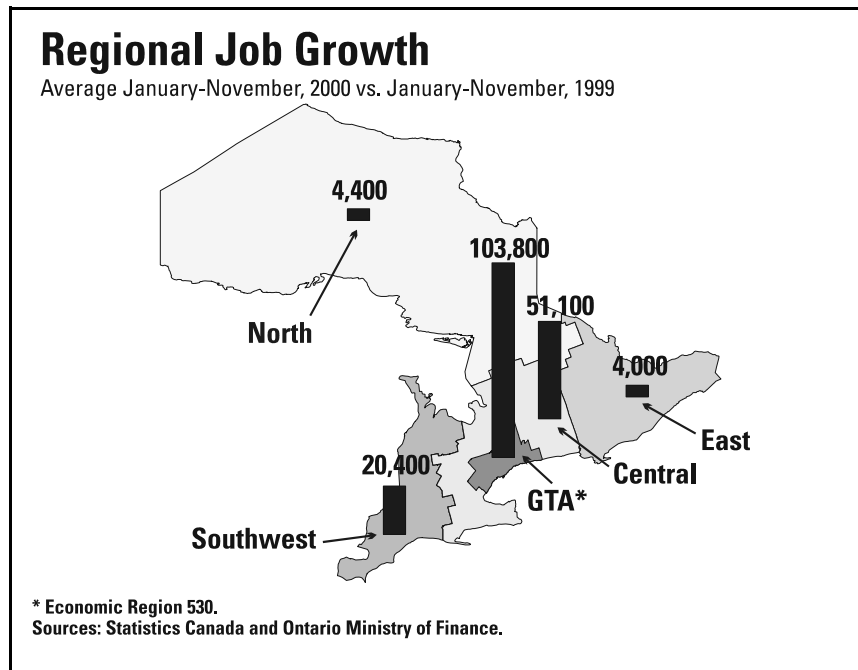 Regional Job Growth
Average January-November, 2000 vs. January-November, 1999
4,400
North
103,800
51,100
4,000
East
Central
GTA*
20,400
Southwest
* Economic Region 530.
Sources: Statistics Canada and Ontario Ministry of Finance.